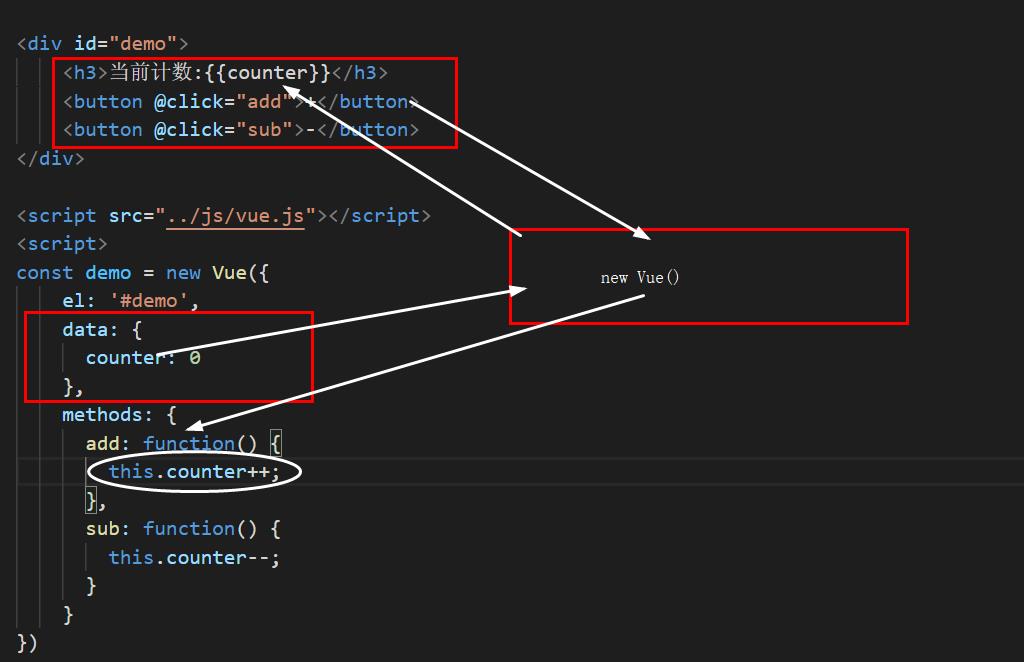 <div id="demo">
<h3>当前计数:{{counter}}</h3>
<button @click="add">+</button>
<button @click="sub">-</button>
</div>
<script src="../js/vue.js"></script>
<script>
const demo = new Vue({
el: '#demo',
new Vue()
data: {
counter: 0
},
methods: {
add: function() {
this.counter++;
},
sub: function() {
this.counter--;
}
}
})